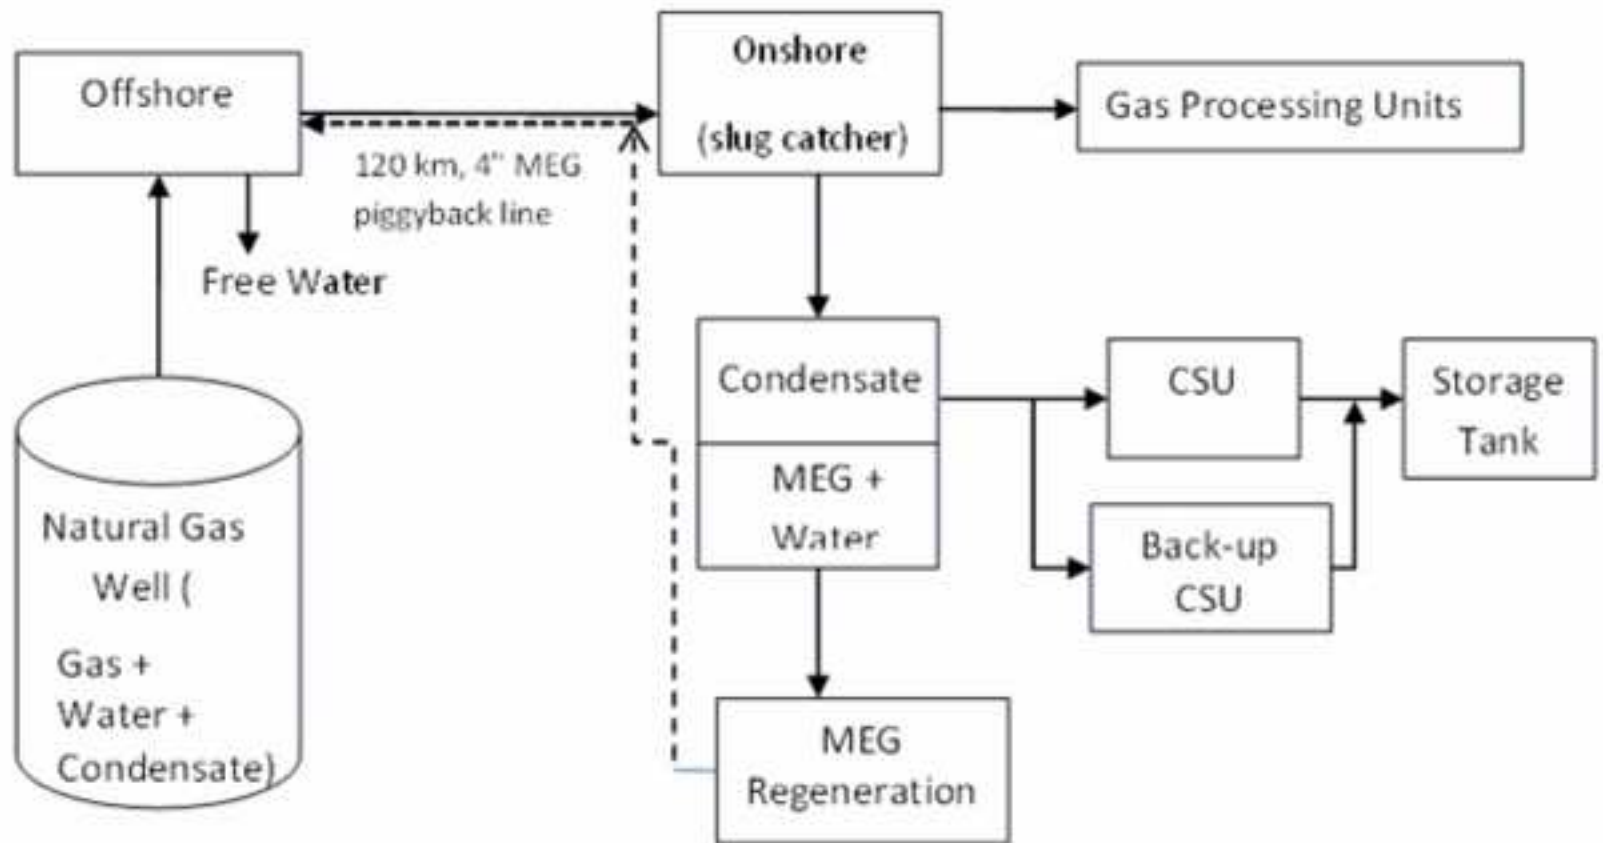 Offshore
Onshore
(slug catcher)
Gas Processing Units
120 km, 4" MEG
piggyback line
Free Water
Natural Gas
Well (
Gas +
Water +
Condensate)
Condensate
MEG +
Water
CSU
Storage
Tank
Back-up
CSU
MEG
Regeneration